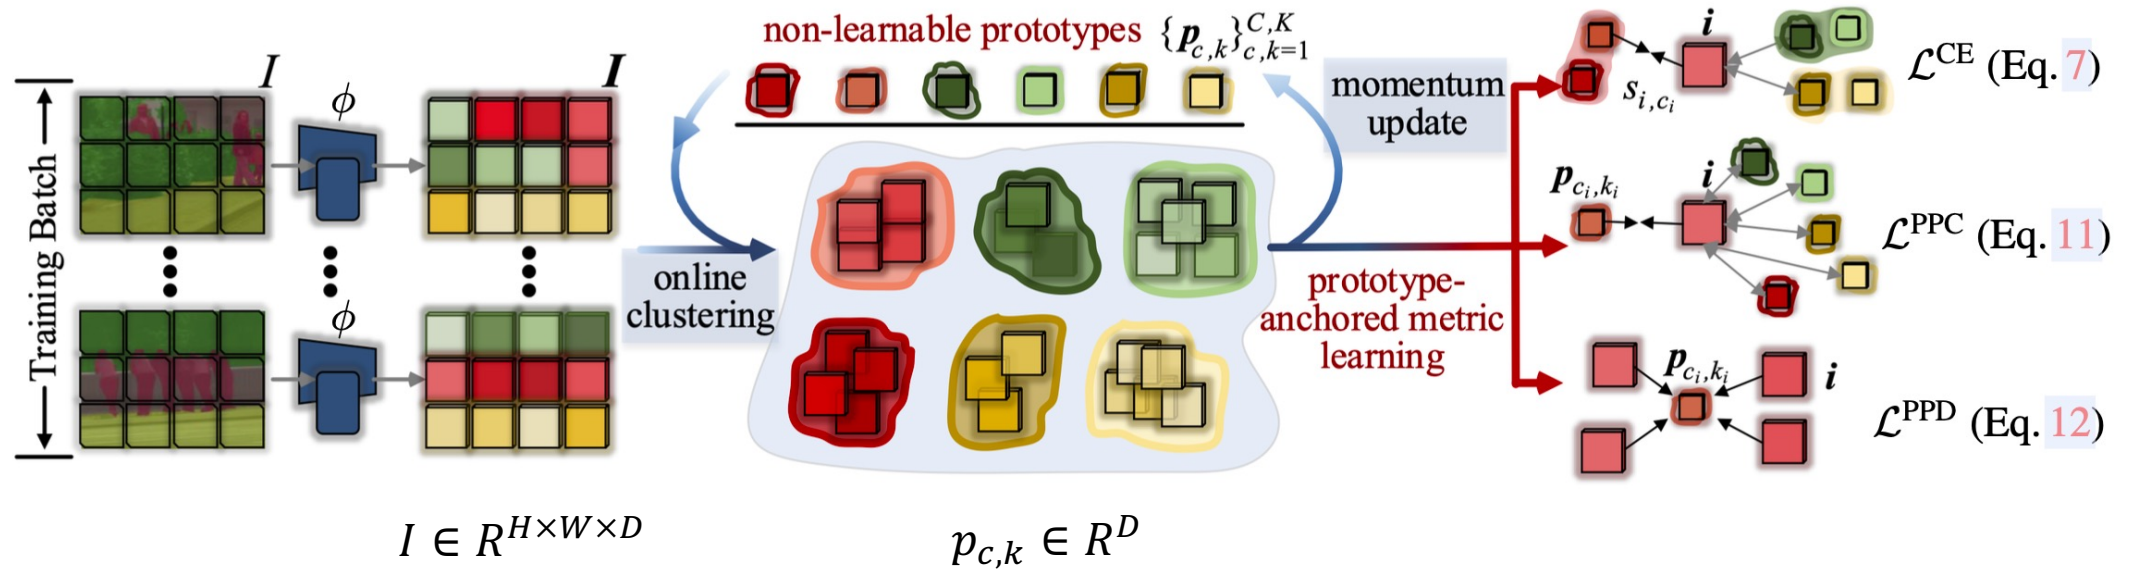 Training Batch
I
ϕ
I
ϕ
non-learnable prototypes {p_{c,k}}_{c,k=1}^{C,K}
online
clustering
momentum
update
prototype-
anchored metric
learning
i
s_{i,c_i}
ℒ^{CE} (Eq. 7)
p_{c_i,k_i}
i
ℒ^{PPC} (Eq. 11)
p_{c_i,k_i}
i
ℒ^{PPD} (Eq. 12)
I ∈ R^{H×W×D}
p_{c,k} ∈ R^D